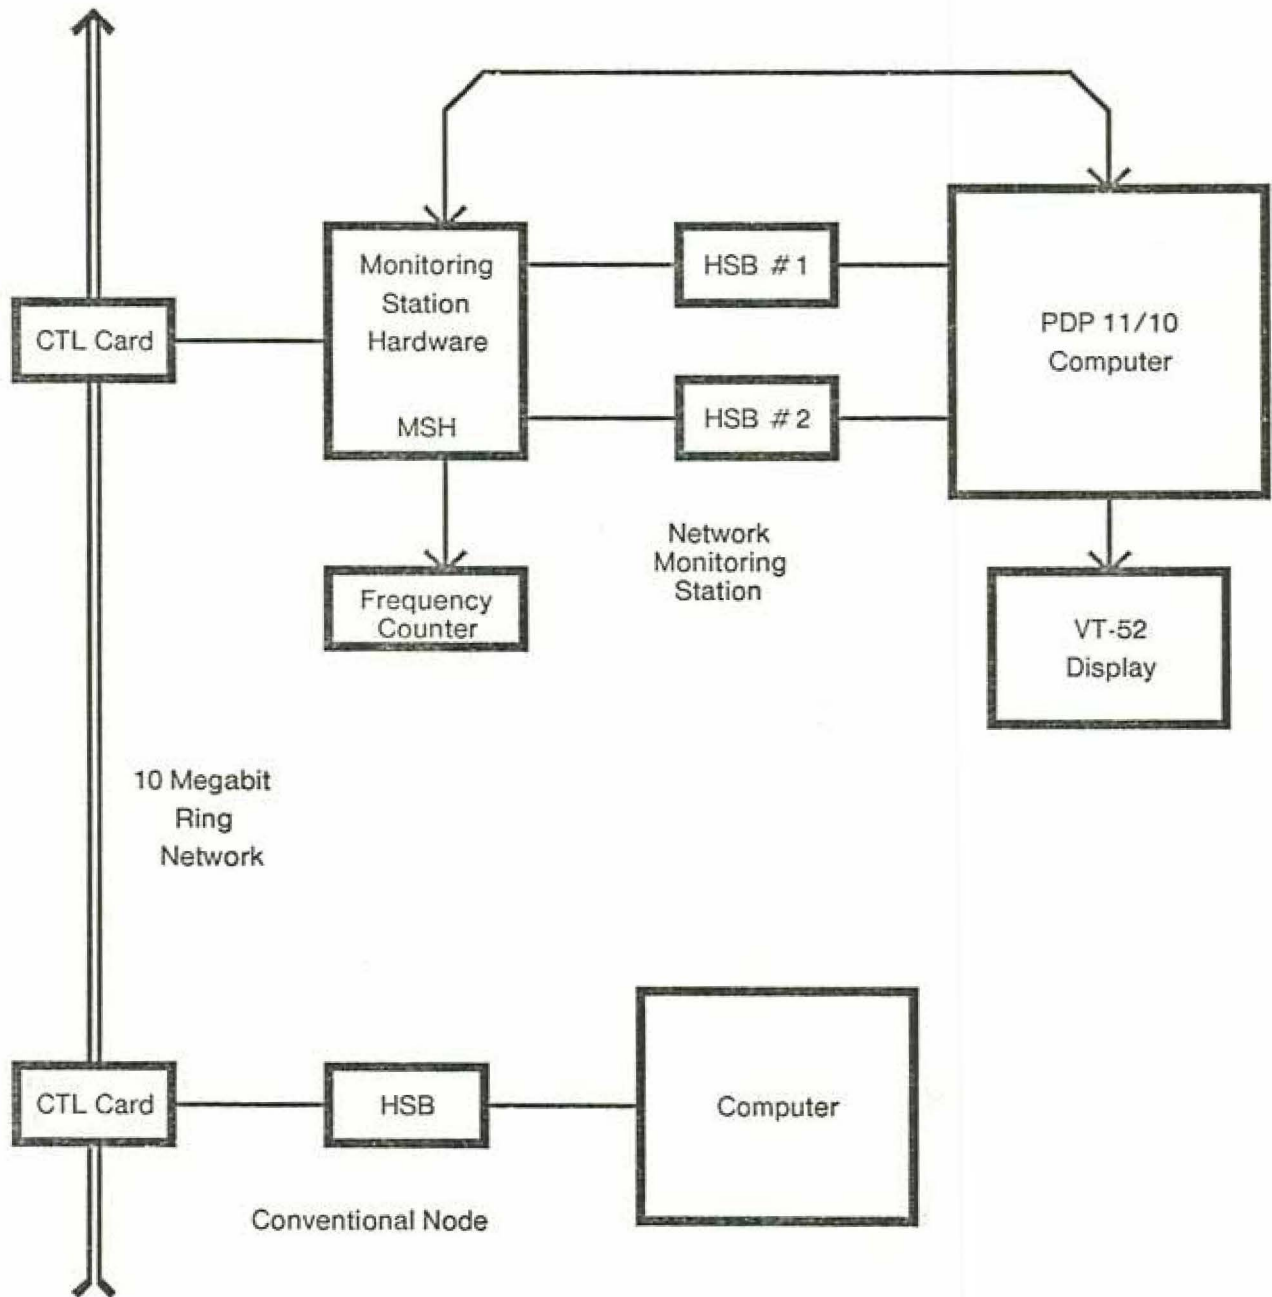 Monitoring
Station
Hardware
MSH
HSB #1
HSB #2
PDP 11/10
Computer
CTL Card
Frequency
Counter
Network
Monitoring
Station
VT-52
Display
10 Megabit
Ring
Network
CTL Card
HSB
Computer
Conventional Node